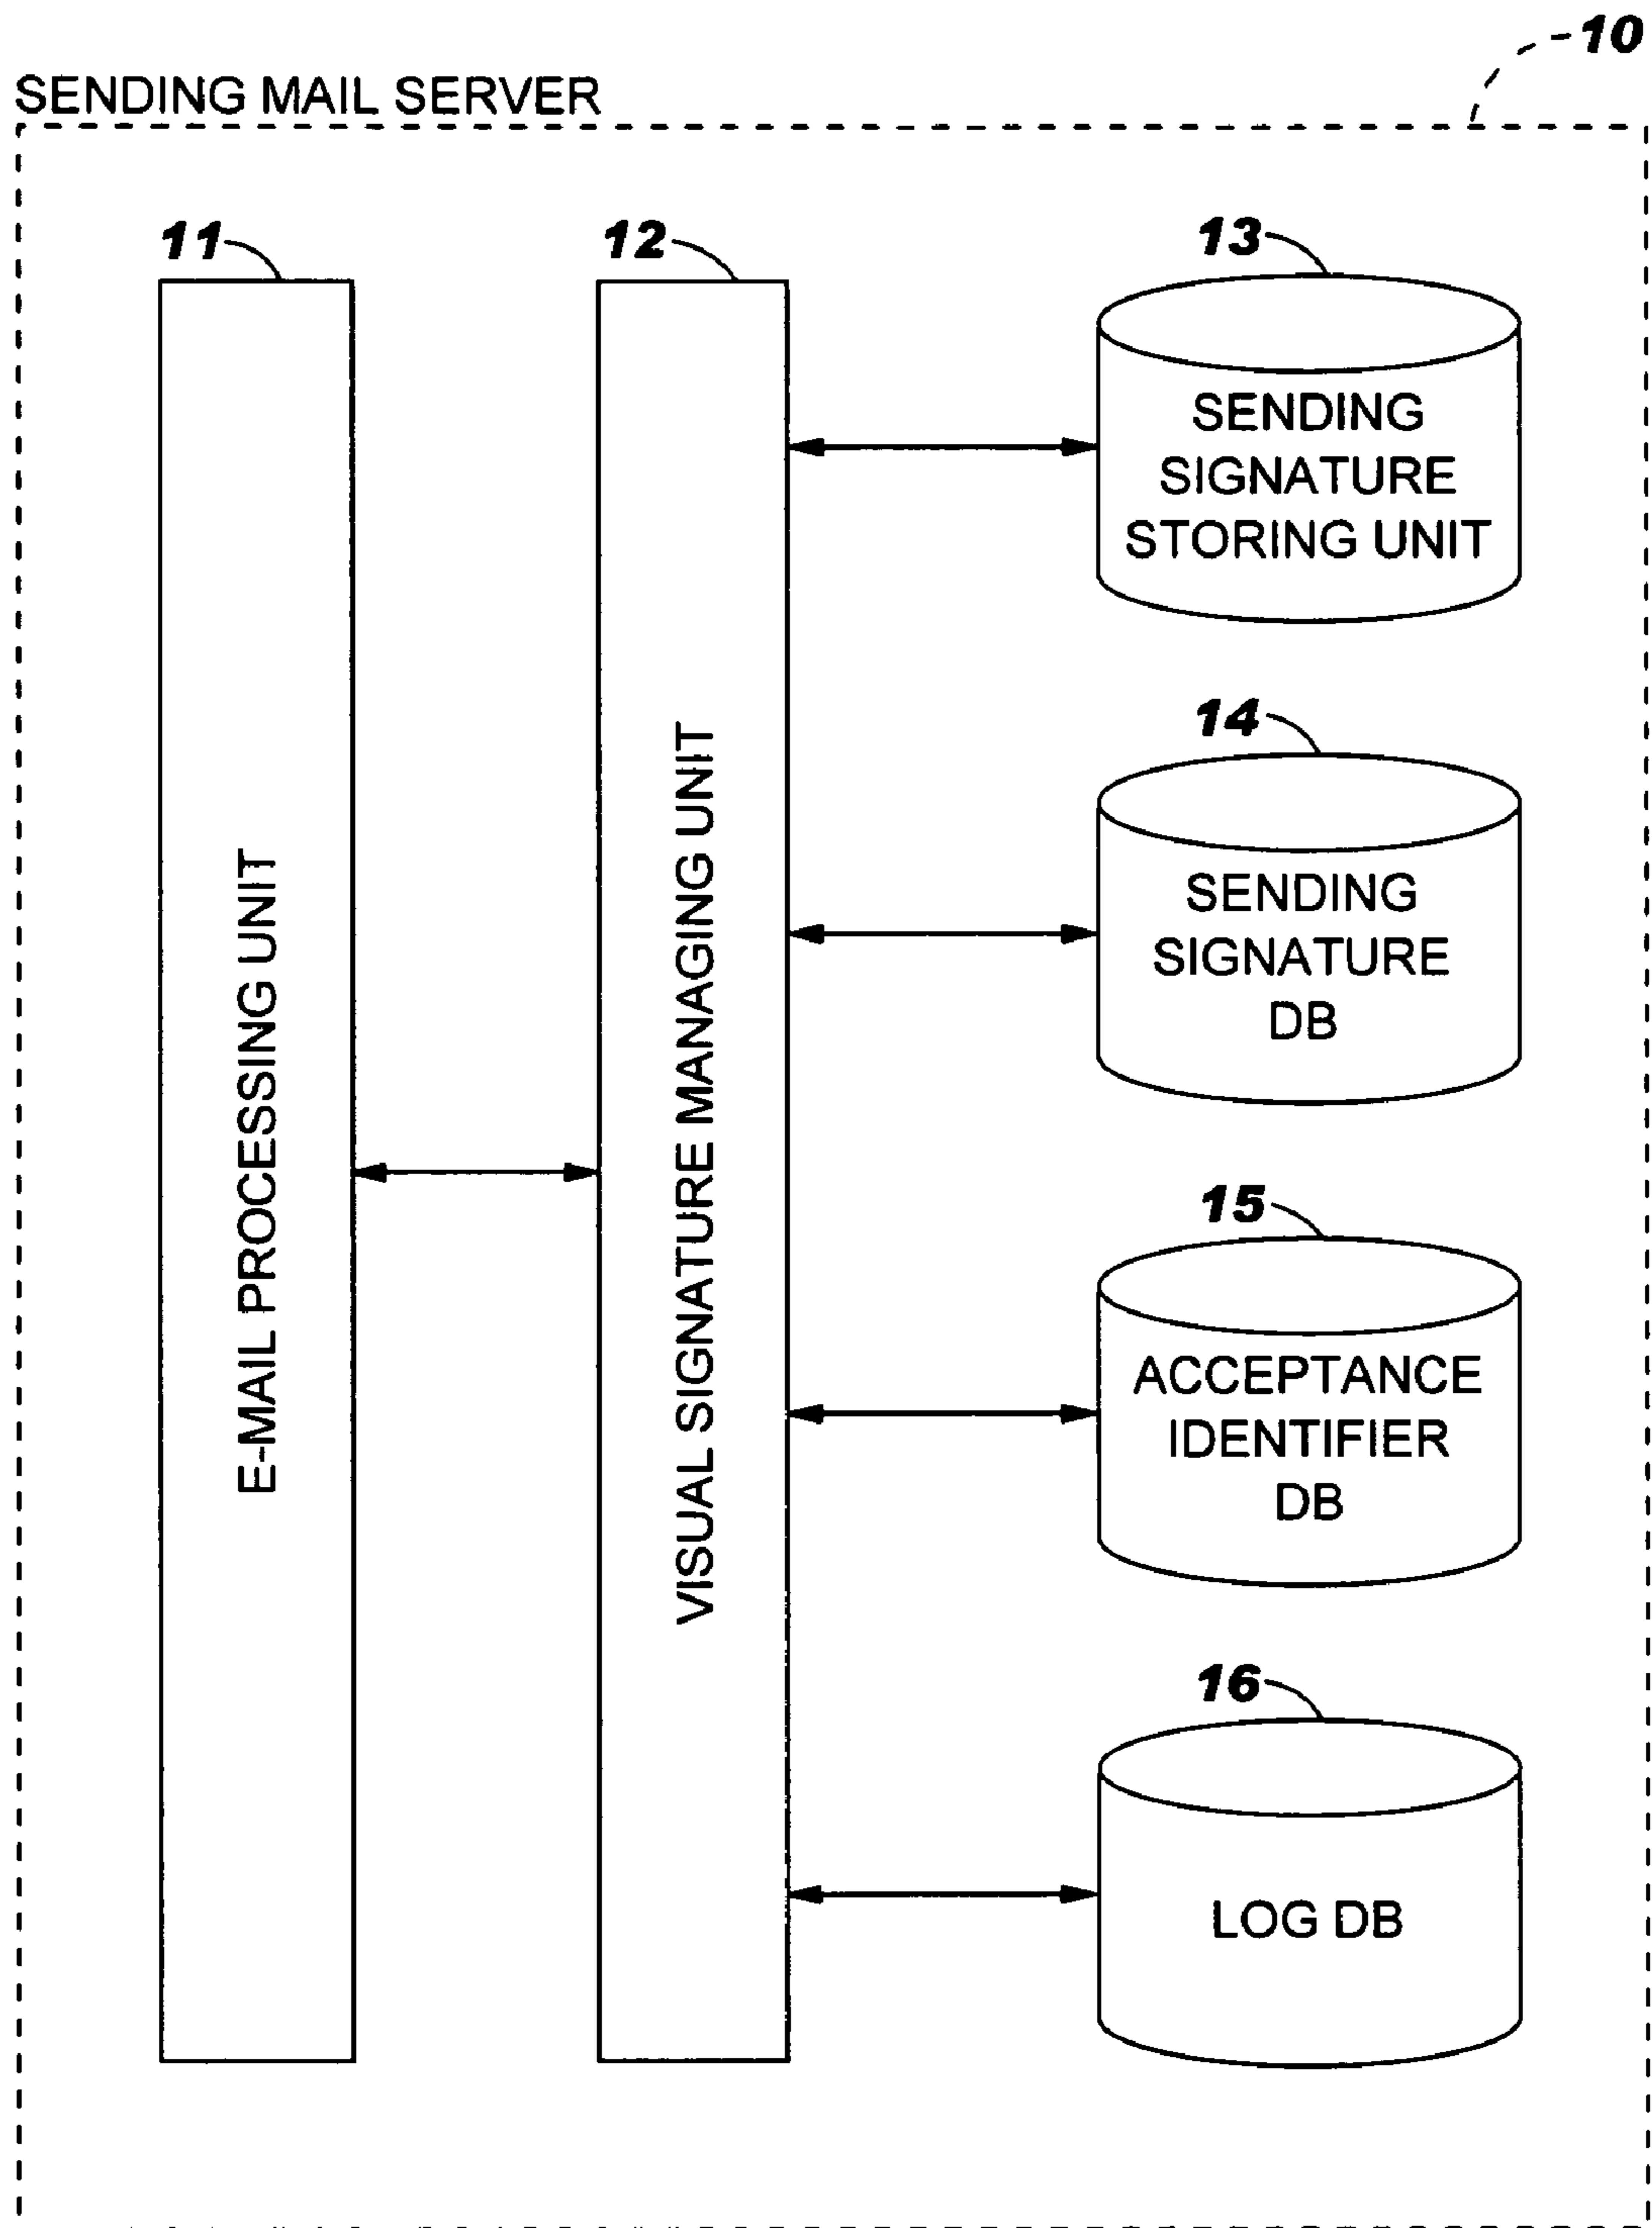 10
SENDING MAIL SERVER
11
12
13
SENDING
SIGNATURE
STORING UNIT
14
SENDING
SIGNATURE
DB
E-MAIL PROCESSING UNIT
VISUAL SIGNATURE MANAGING UNIT
15
ACCEPTANCE
IDENTIFIER
DB
16
LOG DB